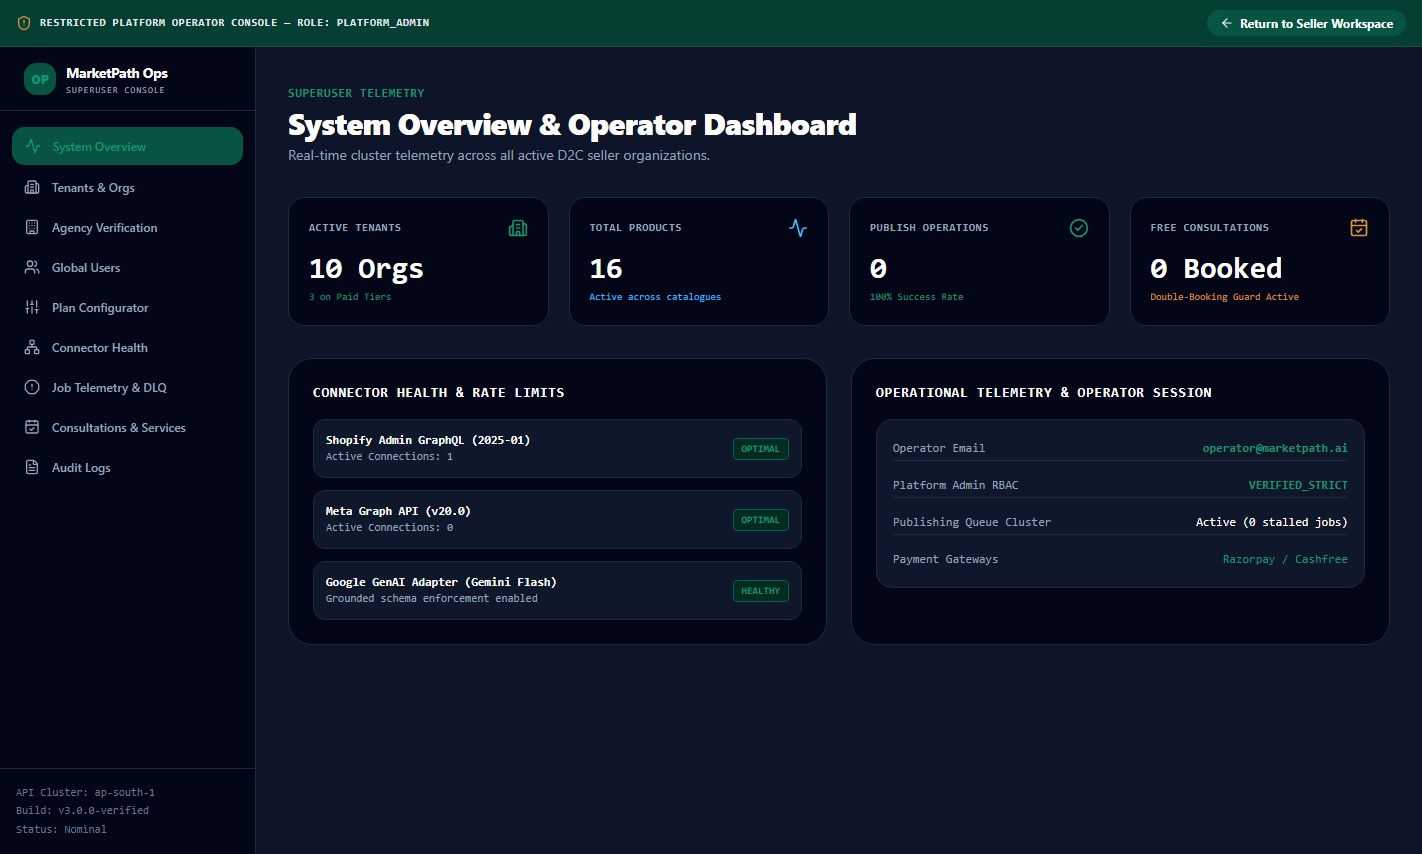 RESTRICTED PLATFORM OPERATOR CONSOLE — ROLE: PLATFORM_ADMIN
← Return to Seller Workspace
OP
MarketPath Ops
SUPERUSER CONSOLE
System Overview
Tenants & Orgs
Agency Verification
Global Users
Plan Configurator
Connector Health
Job Telemetry & DLQ
Consultations & Services
Audit Logs
API Cluster: ap-south-1
Build: v3.0.0-verified
Status: Nominal
SUPERUSER TELEMETRY
System Overview & Operator Dashboard
Real-time cluster telemetry across all active D2C seller organizations.
ACTIVE TENANTS
10 Orgs
3 on Paid Tiers
TOTAL PRODUCTS
16
Active across catalogues
PUBLISH OPERATIONS
0
100% Success Rate
FREE CONSULTATIONS
0 Booked
Double-Booking Guard Active
CONNECTOR HEALTH & RATE LIMITS
Shopify Admin GraphQL (2025-01)
Active Connections: 1
OPTIMAL
Meta Graph API (v20.0)
Active Connections: 0
OPTIMAL
Google GenAI Adapter (Gemini Flash)
Grounded schema enforcement enabled
HEALTHY
OPERATIONAL TELEMETRY & OPERATOR SESSION
Operator Email operator@marketpath.ai
Platform Admin RBAC VERIFIED_STRICT
Publishing Queue Cluster Active (0 stalled jobs)
Payment Gateways Razorpay / Cashfree